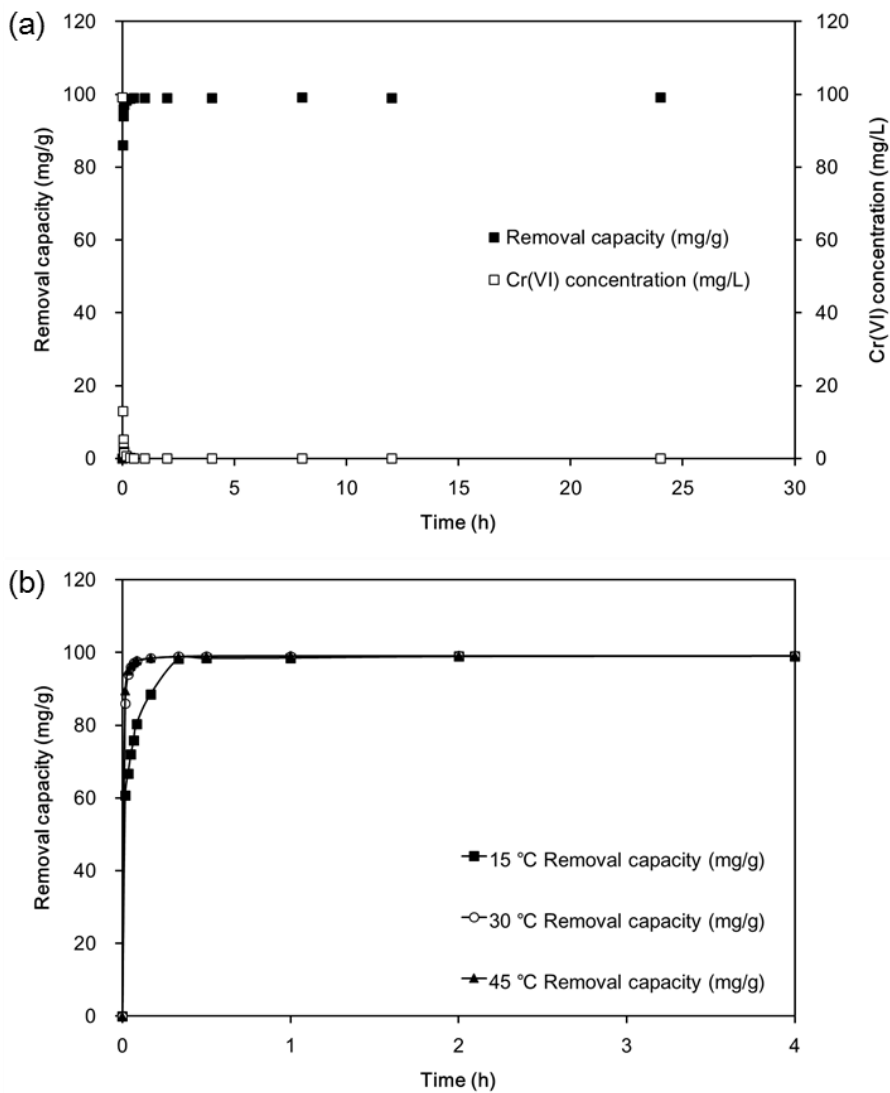 (a)
120
100
80
60
40
20
0
Removal capacity (mg/g)
120
100
80
60
40
20
0
Cr(VI) concentration (mg/L)
Removal capacity (mg/g)
Cr(VI) concentration (mg/L)
0 5 10 15 20 25 30
Time (h)
(b)
120
100
80
60
40
20
0
Removal capacity (mg/g)
15 ℃ Removal capacity (mg/g)
30 ℃ Removal capacity (mg/g)
45 ℃ Removal capacity (mg/g)
0 1 2 3 4
Time (h)